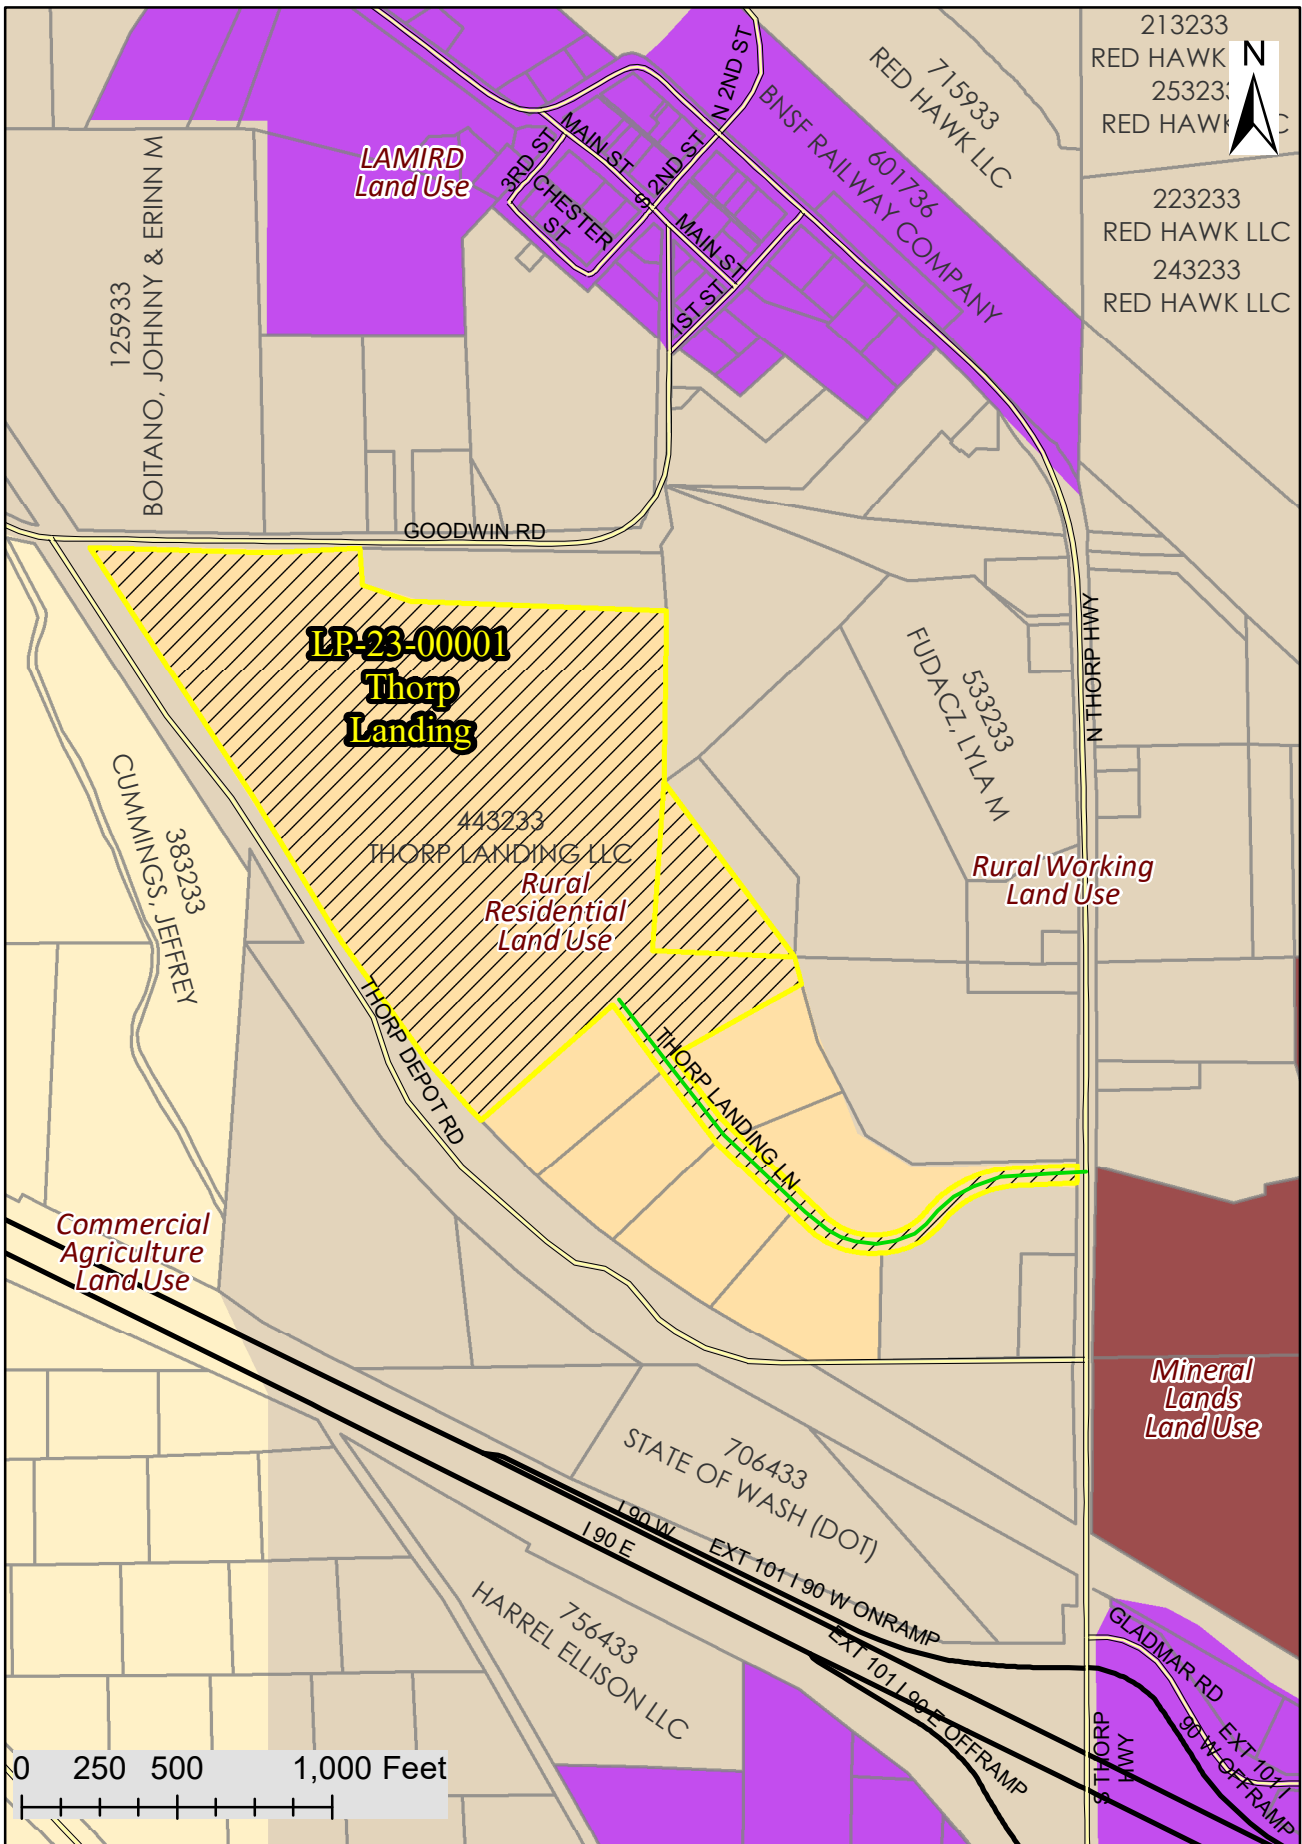 213233
RED HAWK
253233
RED HAWK
C
N
223233
RED HAWK LLC
243233
RED HAWK LLC
715933
RED HAWK LLC
N 2ND ST
BNSF RAILWAY COMPANY
601736
LAMIRD
Land Use
3RD ST
MAIN ST
S 2ND ST
CHESTER
ST
MAIN ST
1ST ST
125933
BOITANO, JOHNNY & ERINN M
GOODWIN RD
LP-23-00001
Thorp
Landing
443233
THORP LANDING LLC
Rural
Residential
Land Use
533233
FUDACZ, LYLA M
N THORP HWY
Rural Working
Land Use
383233
CUMMINGS, JEFFREY
THORP DEPOT RD
THORP LANDING LN
Commercial
Agriculture
Land Use
Mineral
Lands
Land Use
706433
STATE OF WASH (DOT)
I 90 W
I 90 E
EXT 101 I 90 W ONRAMP
EXT 101 I 90 E OFFRAMP
756433
HARREL ELLISON LLC
GLADMAR RD
EXT 101 I
90 W OFFRAMP
S THORP
HWY
0 250 500 1,000 Feet